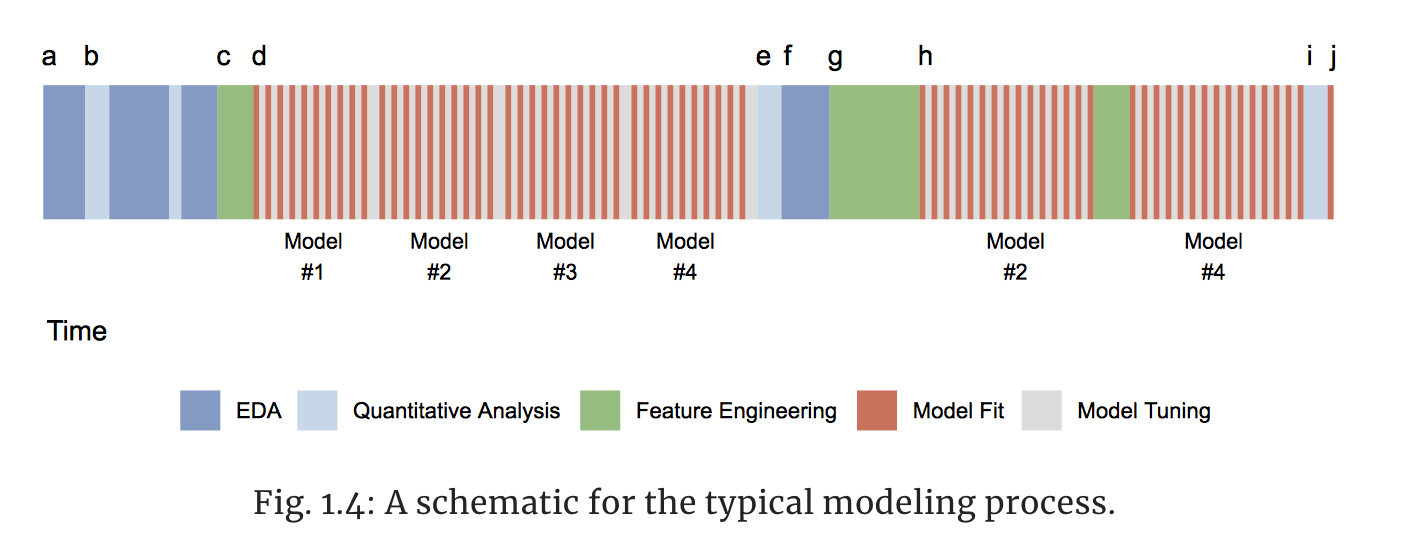 a b c d e f g h i j
Model Model Model Model Model Model
#1 #2 #3 #4 #2 #4
Time
EDA Quantitative Analysis Feature Engineering Model Fit Model Tuning
Fig. 1.4: A schematic for the typical modeling process.